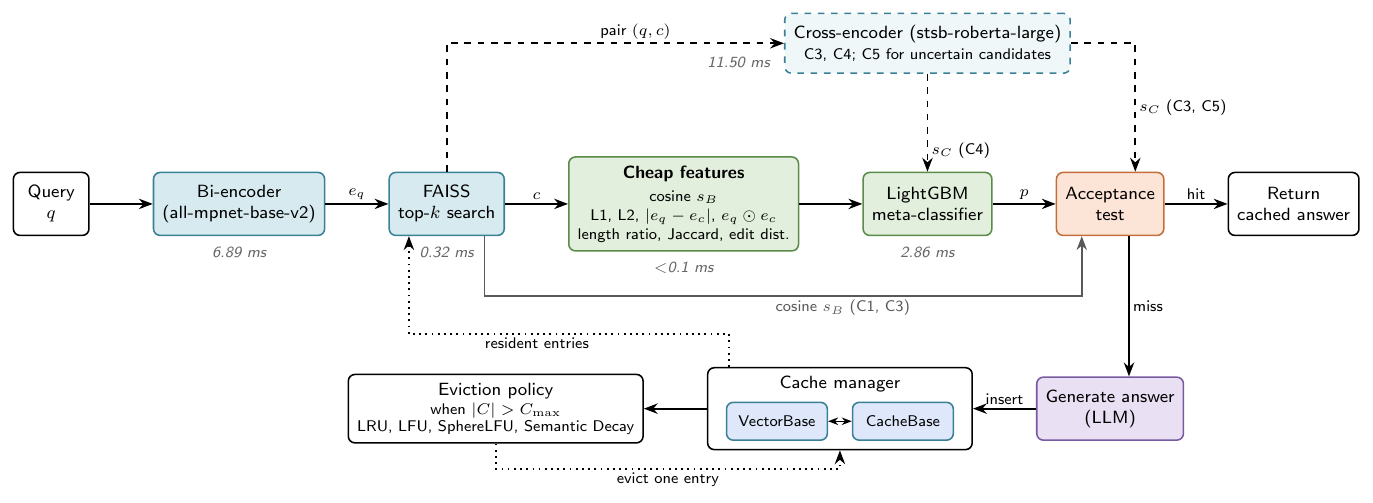 pair (q, c)
Cross-encoder (stsb-roberta-large)
C3, C4; C5 for uncertain candidates
11.50 ms
s_C (C3, C5)
s_C (C4)
Query
q
Bi-encoder
(all-mpnet-base-v2)
6.89 ms
e_q
FAISS
top-k search
0.32 ms
c
Cheap features
cosine s_B
L1, L2, |e_q − e_c|, e_q ⊙ e_c
length ratio, Jaccard, edit dist.
<0.1 ms
LightGBM
meta-classifier
2.86 ms
p
Acceptance
test
hit
Return
cached answer
cosine s_B (C1, C3)
miss
resident entries
Eviction policy
when |C| > C_max
LRU, LFU, SphereLFU, Semantic Decay
Cache manager
VectorBase
CacheBase
insert
Generate answer
(LLM)
evict one entry